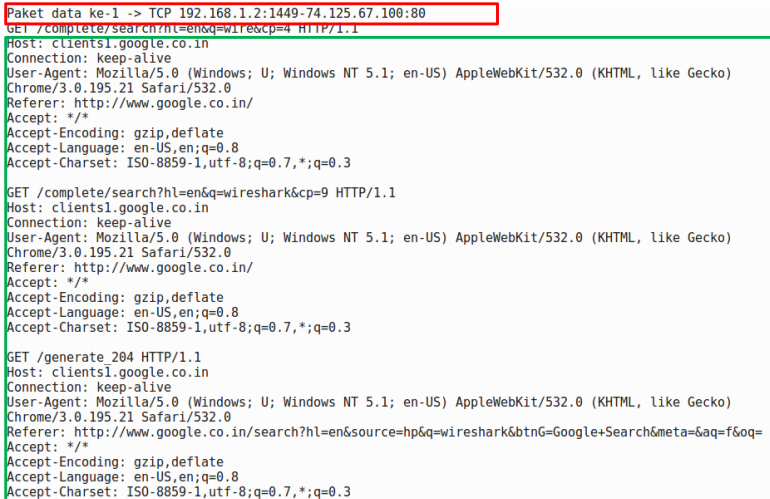 Paket data ke-1 -> TCP 192.168.1.2:1449-74.125.67.100:80
GET /complete/search?hl=en&q=wire&cp=4 HTTP/1.1
Host: clients1.google.co.in
Connection: keep-alive
User-Agent: Mozilla/5.0 (Windows; U; Windows NT 5.1; en-US) AppleWebKit/532.0 (KHTML, like Gecko)
Chrome/3.0.195.21 Safari/532.0
Referer: http://www.google.co.in/
Accept: */*
Accept-Encoding: gzip,deflate
Accept-Language: en-US,en;q=0.8
Accept-Charset: ISO-8859-1,utf-8;q=0.7,*;q=0.3

GET /complete/search?hl=en&q=wireshark&cp=9 HTTP/1.1
Host: clients1.google.co.in
Connection: keep-alive
User-Agent: Mozilla/5.0 (Windows; U; Windows NT 5.1; en-US) AppleWebKit/532.0 (KHTML, like Gecko)
Chrome/3.0.195.21 Safari/532.0
Referer: http://www.google.co.in/
Accept: */*
Accept-Encoding: gzip,deflate
Accept-Language: en-US,en;q=0.8
Accept-Charset: ISO-8859-1,utf-8;q=0.7,*;q=0.3

GET /generate_204 HTTP/1.1
Host: clients1.google.co.in
Connection: keep-alive
User-Agent: Mozilla/5.0 (Windows; U; Windows NT 5.1; en-US) AppleWebKit/532.0 (KHTML, like Gecko)
Chrome/3.0.195.21 Safari/532.0
Referer: http://www.google.co.in/search?hl=en&source=hp&q=wireshark&btnG=Google+Search&meta=&aq=f&oq=
Accept: */*
Accept-Encoding: gzip,deflate
Accept-Language: en-US,en;q=0.8
Accept-Charset: ISO-8859-1,utf-8;q=0.7,*;q=0.3